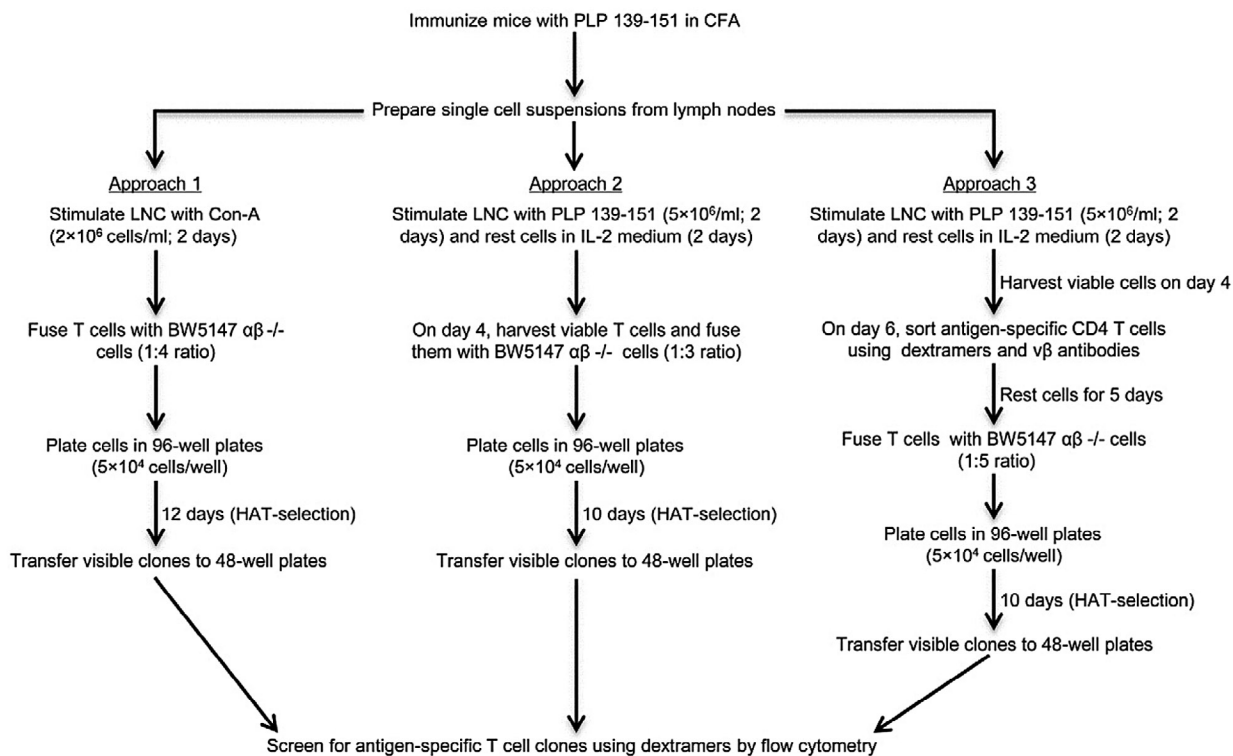 Immunize mice with PLP 139-151 in CFA
Prepare single cell suspensions from lymph nodes
Approach 1
Stimulate LNC with Con-A
(2×10⁶ cells/ml; 2 days)
Fuse T cells with BW5147 αβ -/-
cells (1:4 ratio)
Plate cells in 96-well plates
(5×10⁴ cells/well)
12 days (HAT-selection)
Transfer visible clones to 48-well plates
Approach 2
Stimulate LNC with PLP 139-151 (5×10⁶/ml; 2
days) and rest cells in IL-2 medium (2 days)
On day 4, harvest viable T cells and fuse
them with BW5147 αβ -/- cells (1:3 ratio)
Plate cells in 96-well plates
(5×10⁴ cells/well)
10 days (HAT-selection)
Transfer visible clones to 48-well plates
Approach 3
Stimulate LNC with PLP 139-151 (5×10⁶/ml; 2
days) and rest cells in IL-2 medium (2 days)
Harvest viable cells on day 4
On day 6, sort antigen-specific CD4 T cells
using dextramers and vβ antibodies
Rest cells for 5 days
Fuse T cells with BW5147 αβ -/- cells
(1:5 ratio)
Plate cells in 96-well plates
(5×10⁴ cells/well)
10 days (HAT-selection)
Transfer visible clones to 48-well plates
Screen for antigen-specific T cell clones using dextramers by flow cytometry